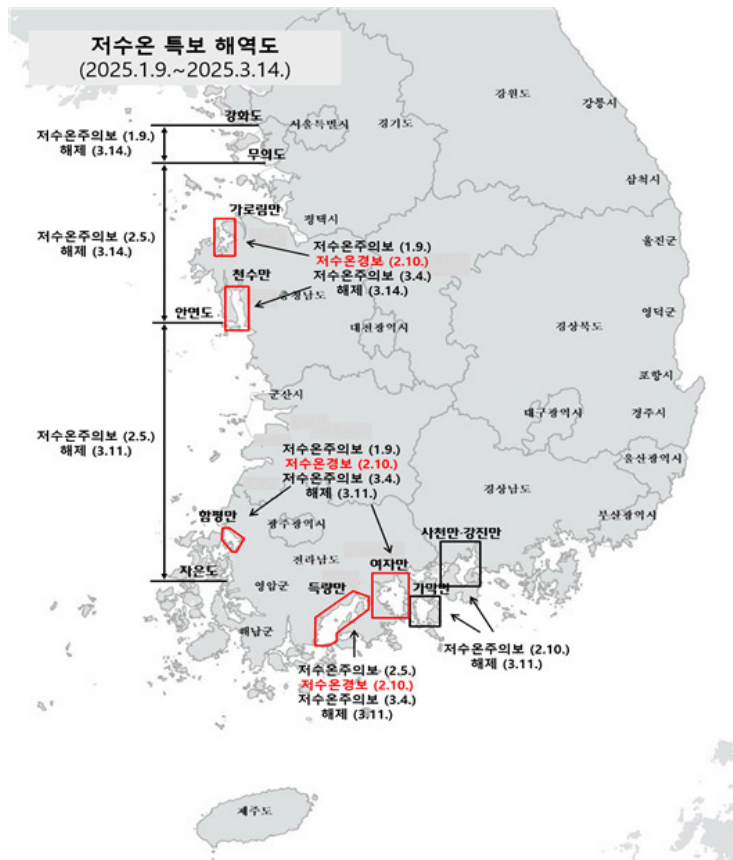 저수온 특보 해역도
(2025.1.9.~2025.3.14.)
강원도
강릉시
강화도
서울특별시
경기도
저수온주의보 (1.9.)
해제 (3.14.)
무의도
삼척시
가로림만
평택시
저수온주의보 (2.5.)
해제 (3.14.)
저수온주의보 (1.9.)
저수온경보 (2.10.)
저수온주의보 (3.4.)
해제 (3.14.)
울진군
천수만
충청남도
안면도
대전광역시
경상북도
영덕군
포항시
군산시
대구광역시
경주시
저수온주의보 (2.5.)
해제 (3.11.)
저수온주의보 (1.9.)
저수온경보 (2.10.)
저수온주의보 (3.4.)
해제 (3.11.)
울산광역시
경상남도
부산광역시
함평만
광주광역시
사천만·강진만
전라남도
여자만
자은도
영암군
득량만
가막만
해남군
저수온주의보 (2.10.)
해제 (3.11.)
저수온주의보 (2.5.)
저수온경보 (2.10.)
저수온주의보 (3.4.)
해제 (3.11.)
제주도